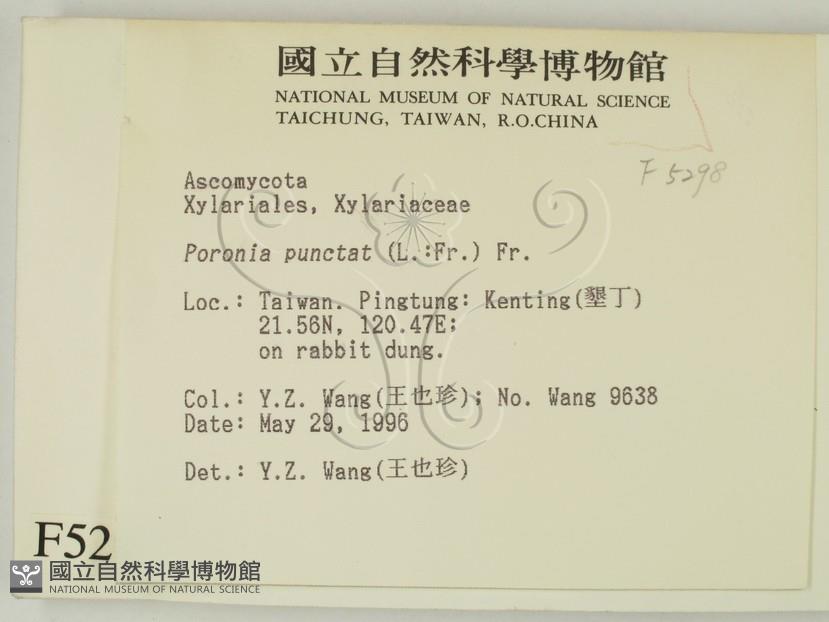 國立自然科學博物館
NATIONAL MUSEUM OF NATURAL SCIENCE
TAICHUNG, TAIWAN, R.O.CHINA
F 5298
Ascomycota
Xylariales, Xylariaceae
Poronia punctat (L.:Fr.) Fr.
Loc.: Taiwan. Pingtung: Kenting(墾丁)
21.56N, 120.47E;
on rabbit dung.
Col.: Y.Z. Wang(王也珍); No. Wang 9638
Date: May 29, 1996
Det.: Y.Z. Wang(王也珍)
F52
國立自然科學博物館
NATIONAL MUSEUM OF NATURAL SCIENCE